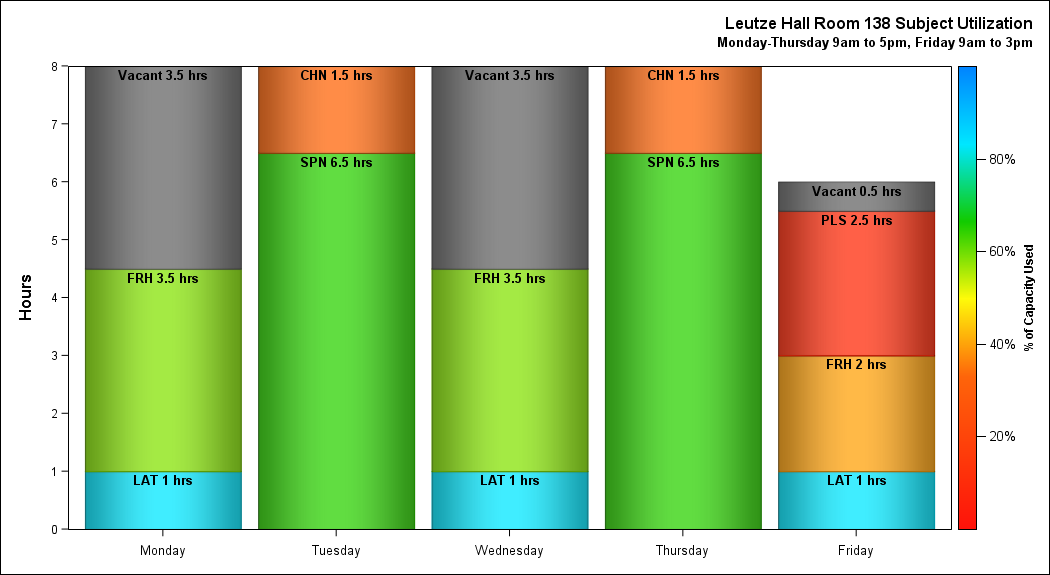 Leutze Hall Room 138 Subject Utilization
Monday-Thursday 9am to 5pm, Friday 9am to 3pm
Hours
8
7
6
5
4
3
2
1
0
Vacant 3.5 hrs
FRH 3.5 hrs
LAT 1 hrs
CHN 1.5 hrs
SPN 6.5 hrs
Vacant 3.5 hrs
FRH 3.5 hrs
LAT 1 hrs
CHN 1.5 hrs
SPN 6.5 hrs
Vacant 0.5 hrs
PLS 2.5 hrs
FRH 2 hrs
LAT 1 hrs
Monday
Tuesday
Wednesday
Thursday
Friday
80%
60%
40%
20%
% of Capacity Used